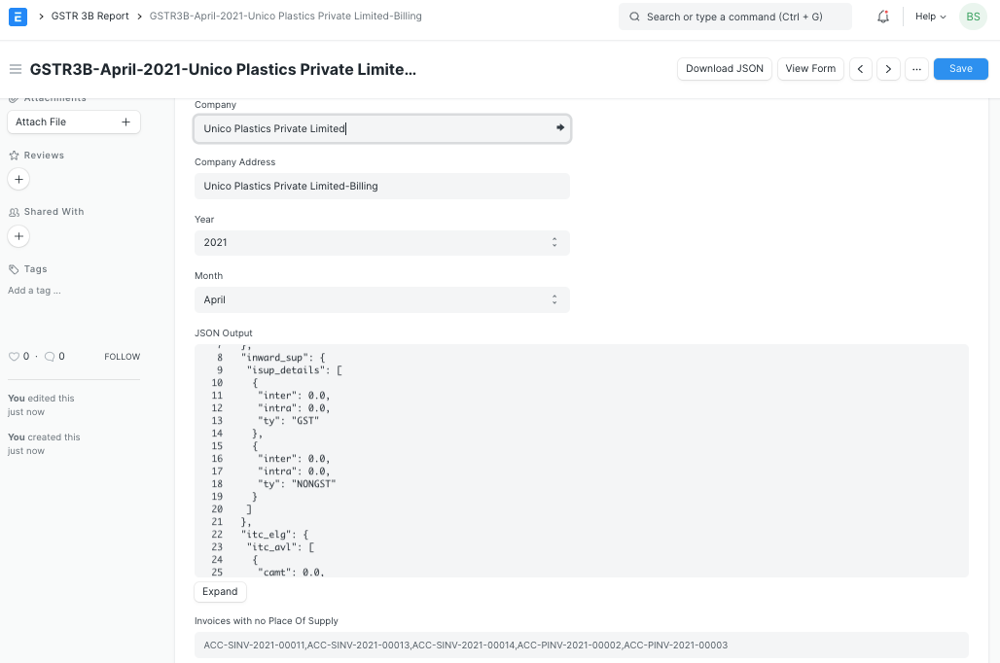 GSTR 3B Report
GSTR3B-April-2021-Unico Plastics Private Limited-Billing
Search or type a command (Ctrl + G)
Help
BS
GSTR3B-April-2021-Unico Plastics Private Limite...
Download JSON
View Form
...
Save
Attachments
Attach File
Reviews
Shared With
Tags
Add a tag ...
0 · 0
FOLLOW
You edited this
just now
You created this
just now
Company
Unico Plastics Private Limited
Company Address
Unico Plastics Private Limited-Billing
Year
2021
Month
April
JSON Output
7 },
8 "inward_sup": {
9 "isup_details": [
10 {
11 "inter": 0.0,
12 "intra": 0.0,
13 "ty": "GST"
14 },
15 {
16 "inter": 0.0,
17 "intra": 0.0,
18 "ty": "NONGST"
19 }
20 ]
21 },
22 "itc_elg": {
23 "itc_avl": [
24 {
25 "camt": 0.0,
Expand
Invoices with no Place Of Supply
ACC-SINV-2021-00011,ACC-SINV-2021-00013,ACC-SINV-2021-00014,ACC-PINV-2021-00002,ACC-PINV-2021-00003